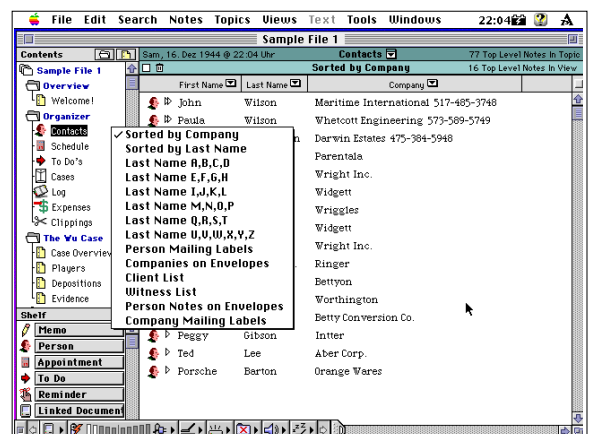 File Edit Search Notes Topics Views Text Tools Windows 22:04
Sample File 1
Contents
Sam, 16. Dez 1944 @ 22:04 Uhr Contacts 77 Top Level Notes In Topic
Sorted by Company 16 Top Level Notes In View
First Name Last Name Company
Sample File 1
Overview
Welcome!
Organizer
Contacts
Schedule
To Do's
Cases
Log
Expenses
Clippings
The Yu Case
Case Overview
Players
Depositions
Evidence
Shelf
Memo
Person
Appointment
To Do
Reminder
Linked Document
✓ Sorted by Company
Sorted by Last Name
Last Name A,B,C,D
Last Name E,F,G,H
Last Name I,J,K,L
Last Name M,N,O,P
Last Name Q,R,S,T
Last Name U,V,W,X,Y,Z
Person Mailing Labels
Companies on Envelopes
Client List
Witness List
Person Notes on Envelopes
Company Mailing Labels
John Wilson Maritime International 517-485-3748
Paula Wilson Whetcott Engineering 573-589-5749
Darwin Estates 475-384-5948
Parentala
Wright Inc.
Widgett
Wriggles
Widgett
Wright Inc.
Ringer
Bettyon
Worthington
Betty Conversion Co.
Peggy Gibson Intter
Ted Lee Aber Corp.
Porsche Barton Orange Wares